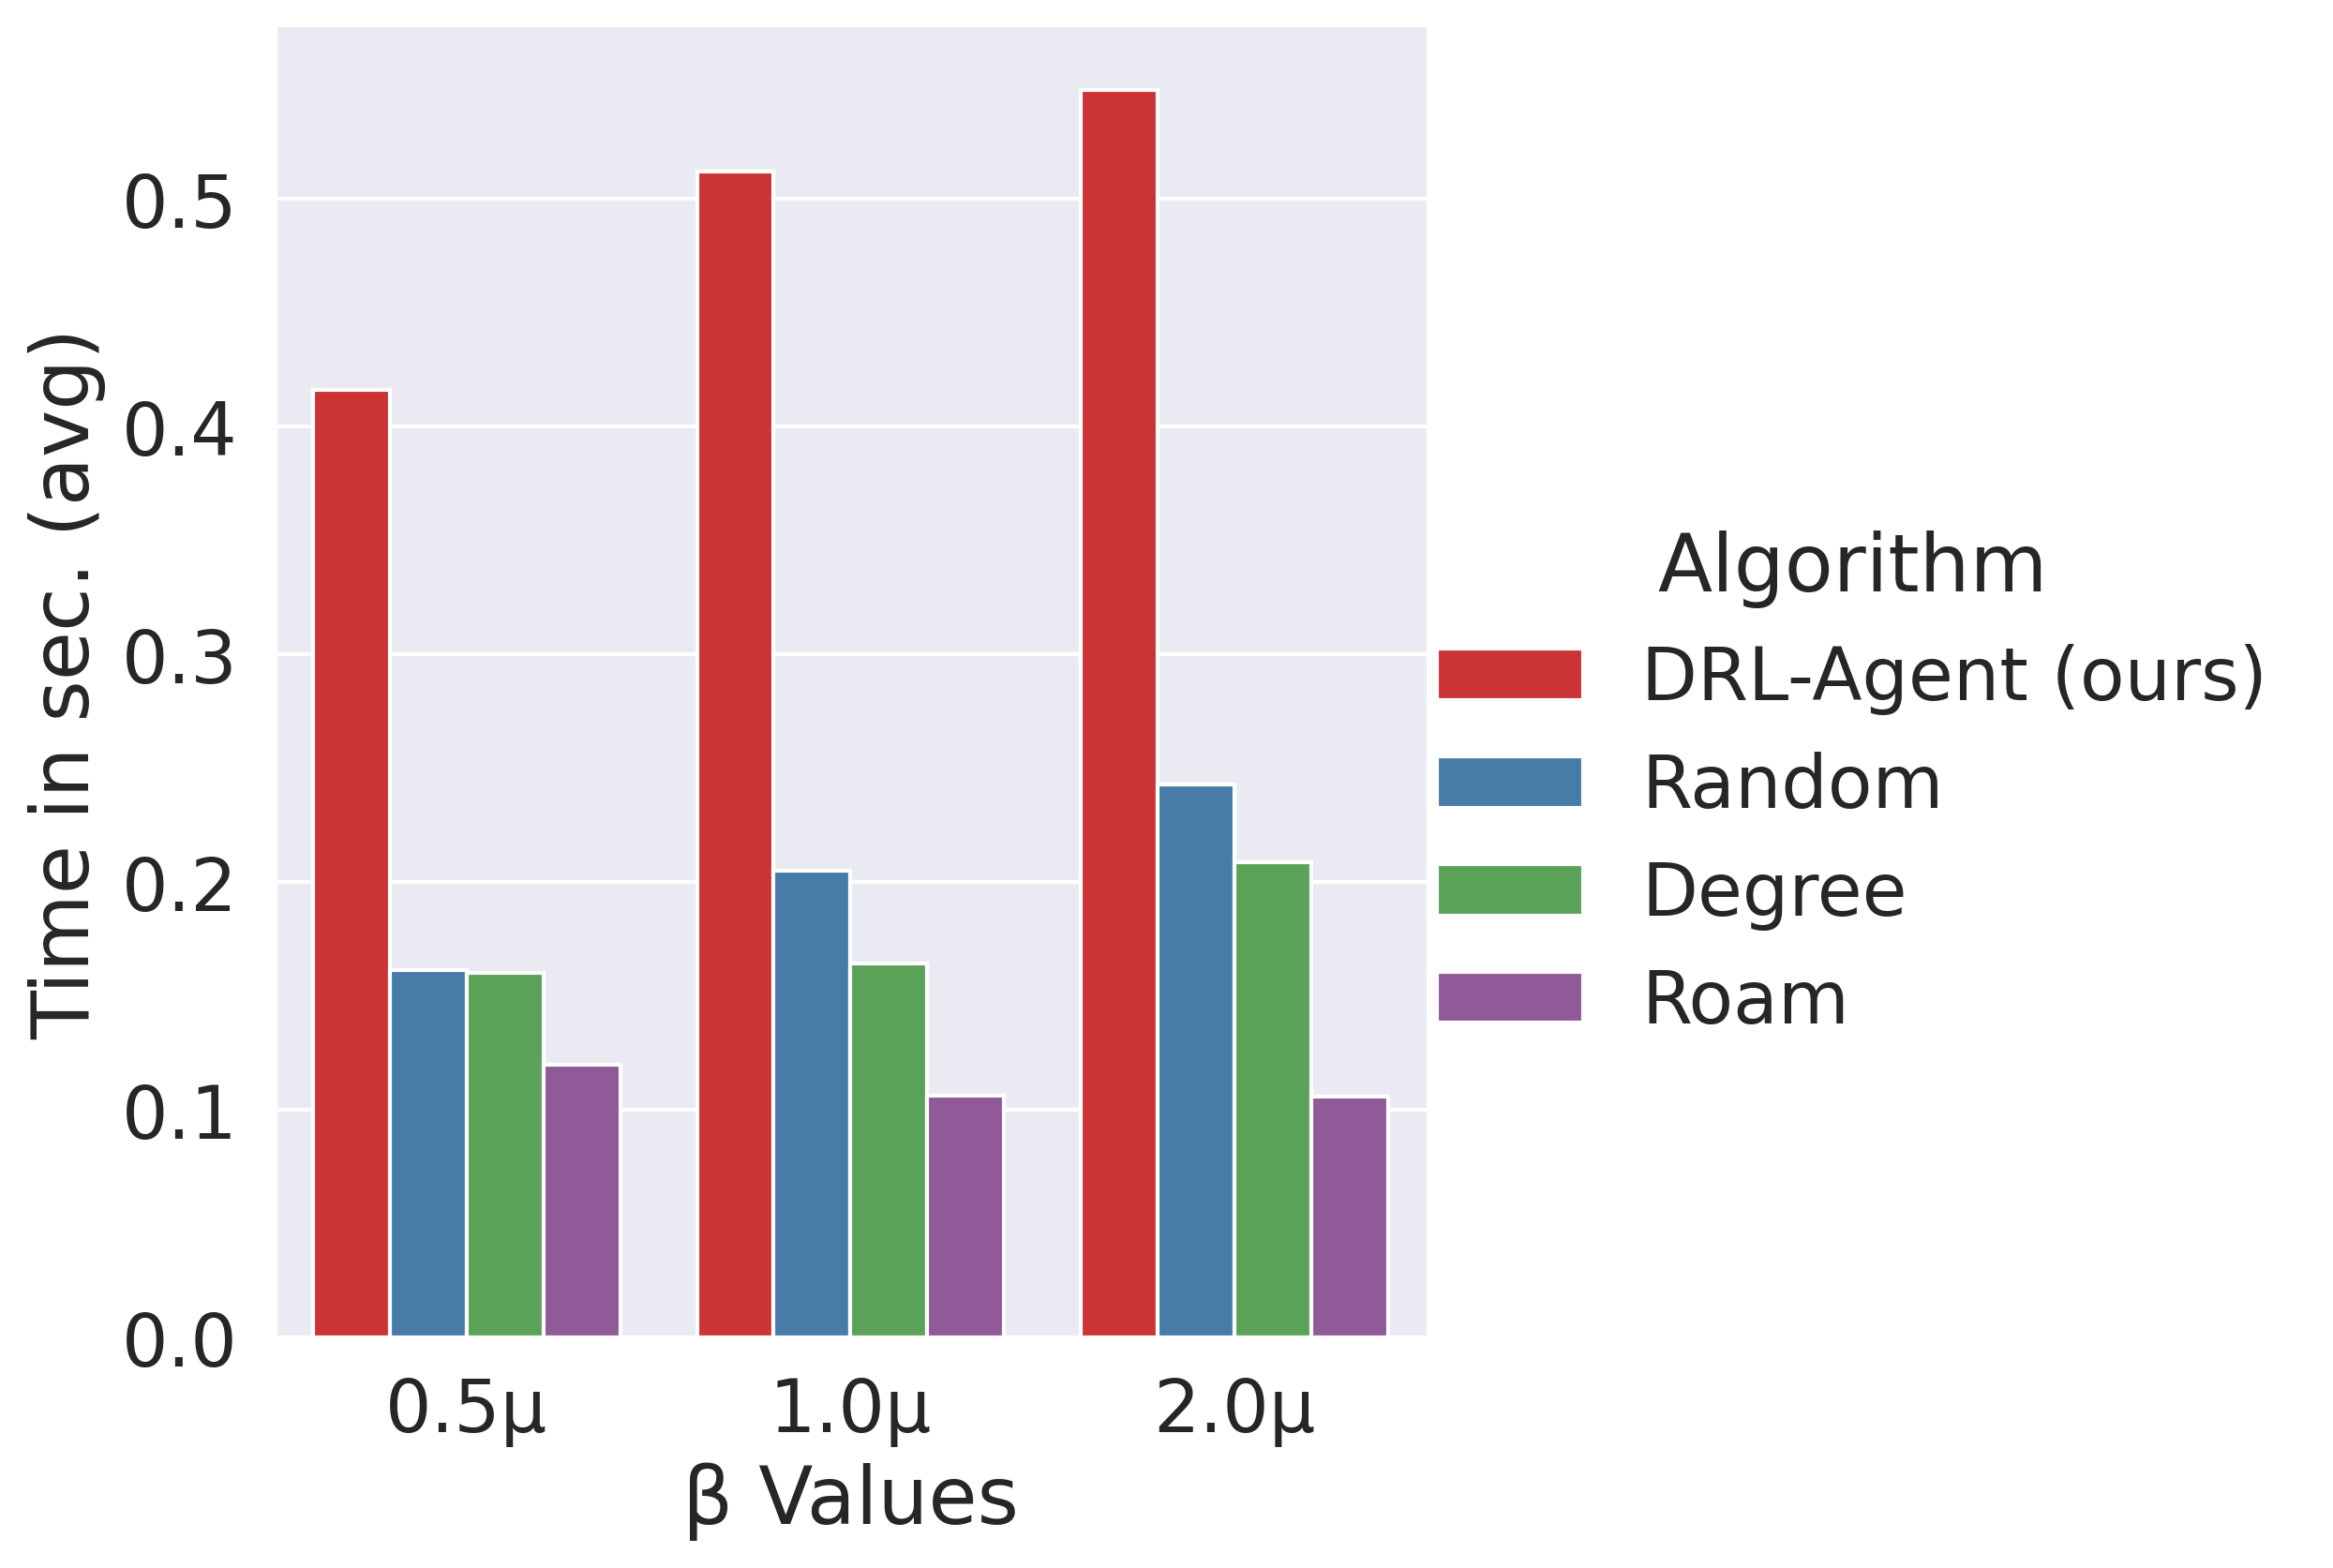 Time in sec. (avg)
0.5
0.4
0.3
0.2
0.1
0.0
0.5μ 1.0μ 2.0μ
β Values
Algorithm
DRL-Agent (ours)
Random
Degree
Roam